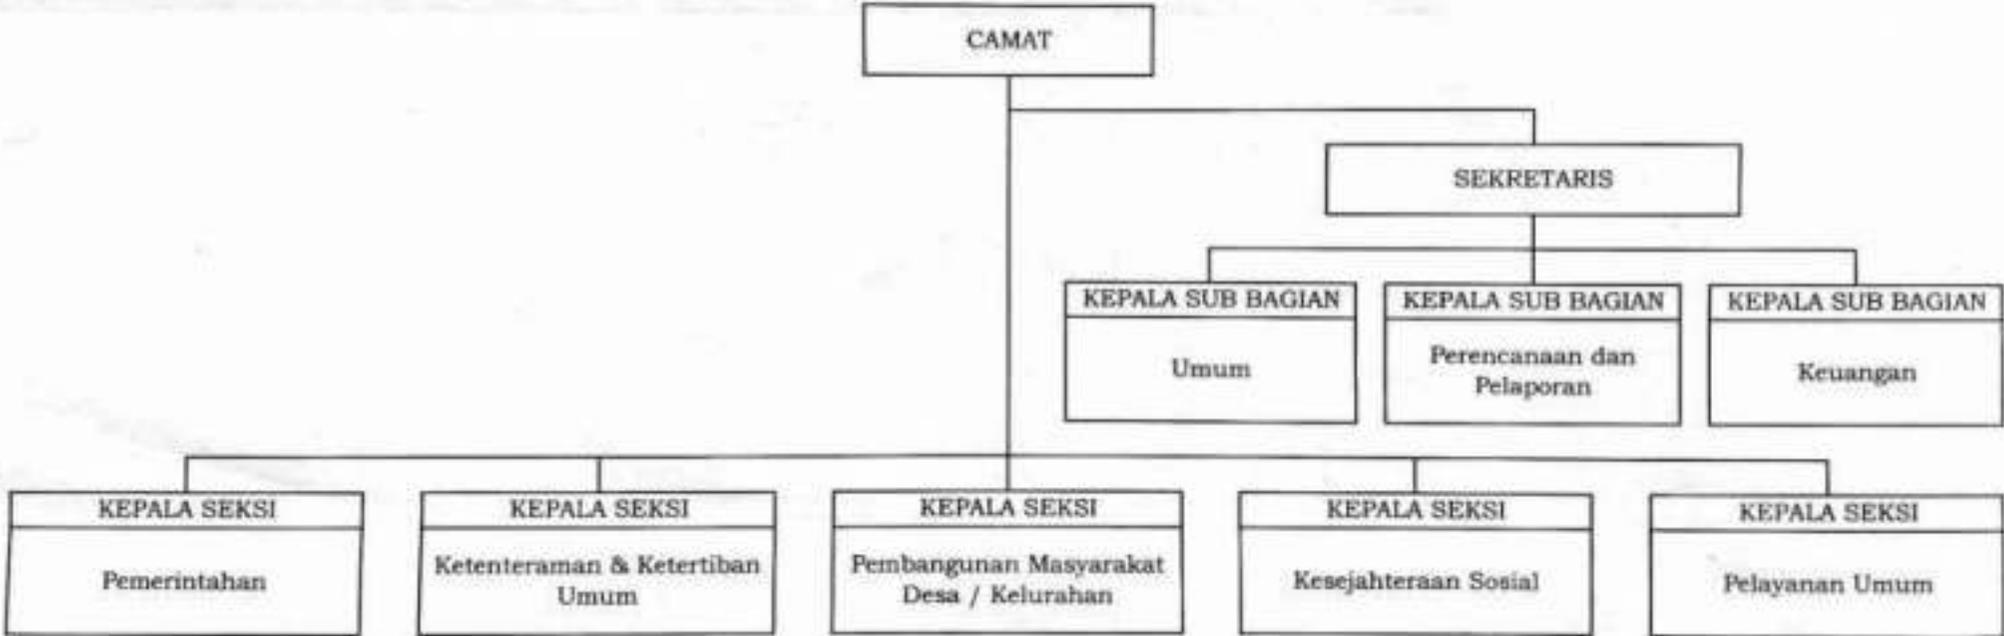 CAMAT
SEKRETARIS
KEPALA SUB BAGIAN
Umum
KEPALA SUB BAGIAN
Perencanaan dan
Pelaporan
KEPALA SUB BAGIAN
Keuangan
KEPALA SEKSI
Pemerintahan
KEPALA SEKSI
Ketenteraman & Ketertiban
Umum
KEPALA SEKSI
Pembangunan Masyarakat
Desa / Kelurahan
KEPALA SEKSI
Kesejahteraan Sosial
KEPALA SEKSI
Pelayanan Umum